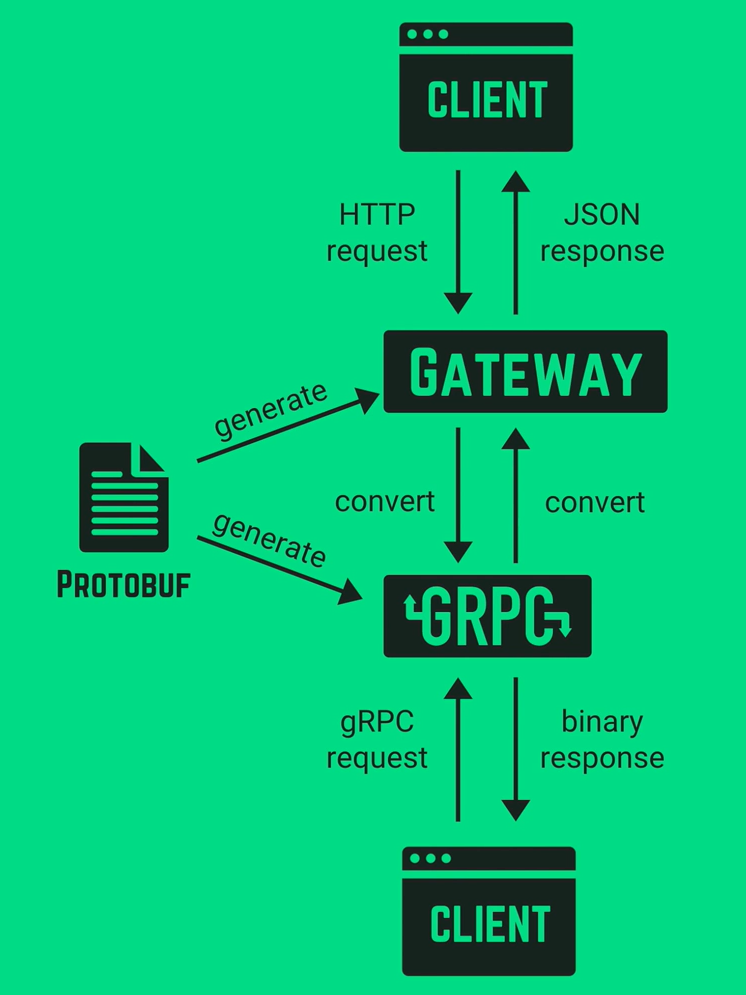 CLIENT
HTTP
request
JSON
response
GATEWAY
generate
convert
convert
generate
PROTOBUF
GRPC
gRPC
request
binary
response
CLIENT